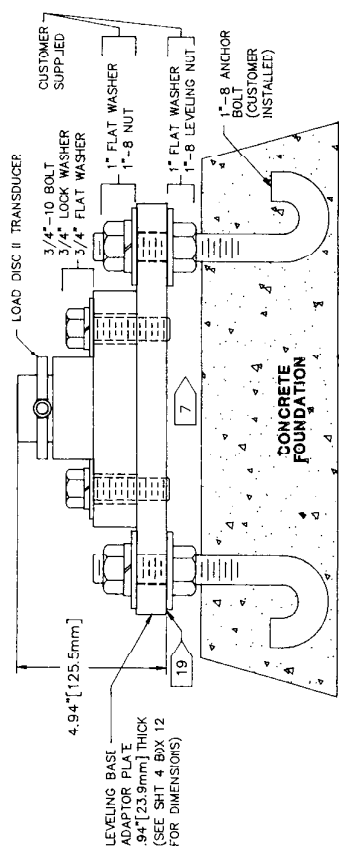 CUSTOMER
SUPPLIED
LOAD DISC II TRANSDUCER
3/4"-10 BOLT
3/4" LOCK WASHER
3/4" FLAT WASHER
1" FLAT WASHER
1"-8 NUT
1" FLAT WASHER
1"-8 LEVELING NUT
1"-8 ANCHOR
BOLT
(CUSTOMER
INSTALLED)
4.94"[125.5mm]
7
19
CONCRETE
FOUNDATION
LEVELING BASE
ADAPTOR PLATE
.94"[23.9mm] THICK
(SEE SHT 4 BOX 12
FOR DIMENSIONS)